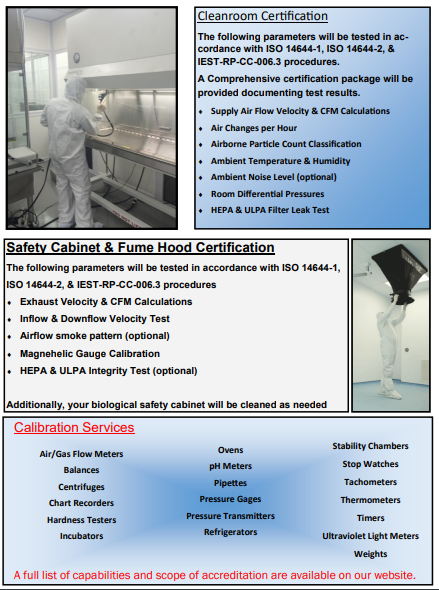 Cleanroom Certification
The following parameters will be tested in ac-
cordance with ISO 14644-1, ISO 14644-2, &
IEST-RP-CC-006.3 procedures.
A Comprehensive certification package will be
provided documenting test results.
♦ Supply Air Flow Velocity & CFM Calculations
♦ Air Changes per Hour
♦ Airborne Particle Count Classification
♦ Ambient Temperature & Humidity
♦ Ambient Noise Level (optional)
♦ Room Differential Pressures
♦ HEPA & ULPA Filter Leak Test
Safety Cabinet & Fume Hood Certification
The following parameters will be tested in accordance with ISO 14644-1,
ISO 14644-2, & IEST-RP-CC-006.3 procedures
♦ Exhaust Velocity & CFM Calculations
♦ Inflow & Downflow Velocity Test
♦ Airflow smoke pattern (optional)
♦ Magnehelic Gauge Calibration
♦ HEPA & ULPA Integrity Test (optional)
Additionally, your biological safety cabinet will be cleaned as needed
Calibration Services
Air/Gas Flow Meters
Balances
Centrifuges
Chart Recorders
Hardness Testers
Incubators
Ovens
pH Meters
Pipettes
Pressure Gages
Pressure Transmitters
Refrigerators
Stability Chambers
Stop Watches
Tachometers
Thermometers
Timers
Ultraviolet Light Meters
Weights
A full list of capabilities and scope of accreditation are available on our website.